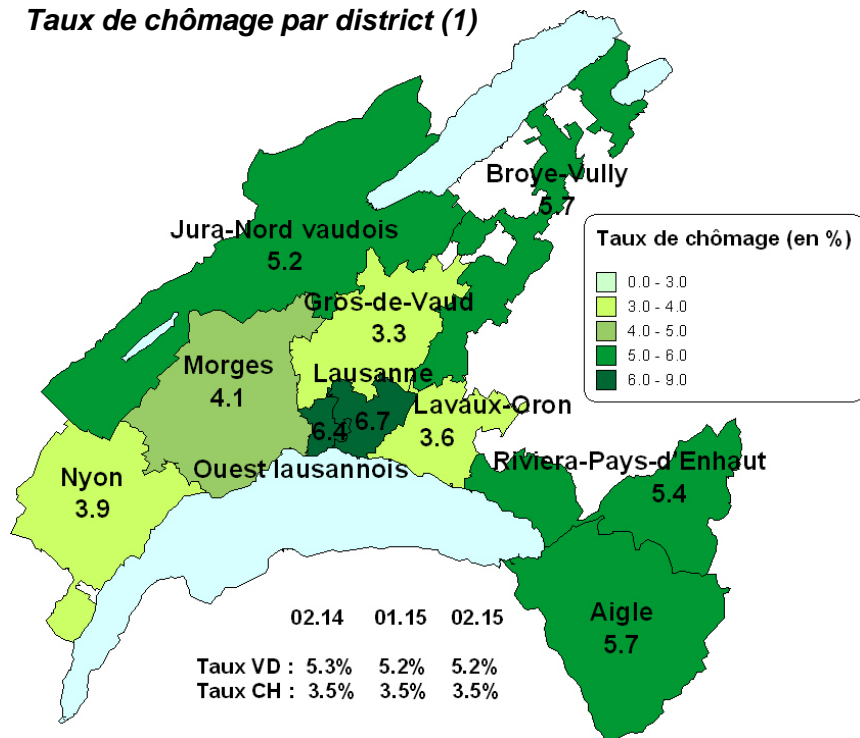 Taux de chômage par district (1)
Broye-Vully
5.7
Jura-Nord vaudois
5.2
Taux de chômage (en %)
0.0 - 3.0
3.0 - 4.0
4.0 - 5.0
5.0 - 6.0
6.0 - 9.0
Gros-de-Vaud
3.3
Morges
4.1
Lausanne
6.7
6.4
Lavaux-Oron
3.6
Ouest lausannois
Riviera-Pays-d'Enhaut
5.4
Nyon
3.9
Aigle
5.7
02.14 01.15 02.15
Taux VD : 5.3% 5.2% 5.2%
Taux CH : 3.5% 3.5% 3.5%